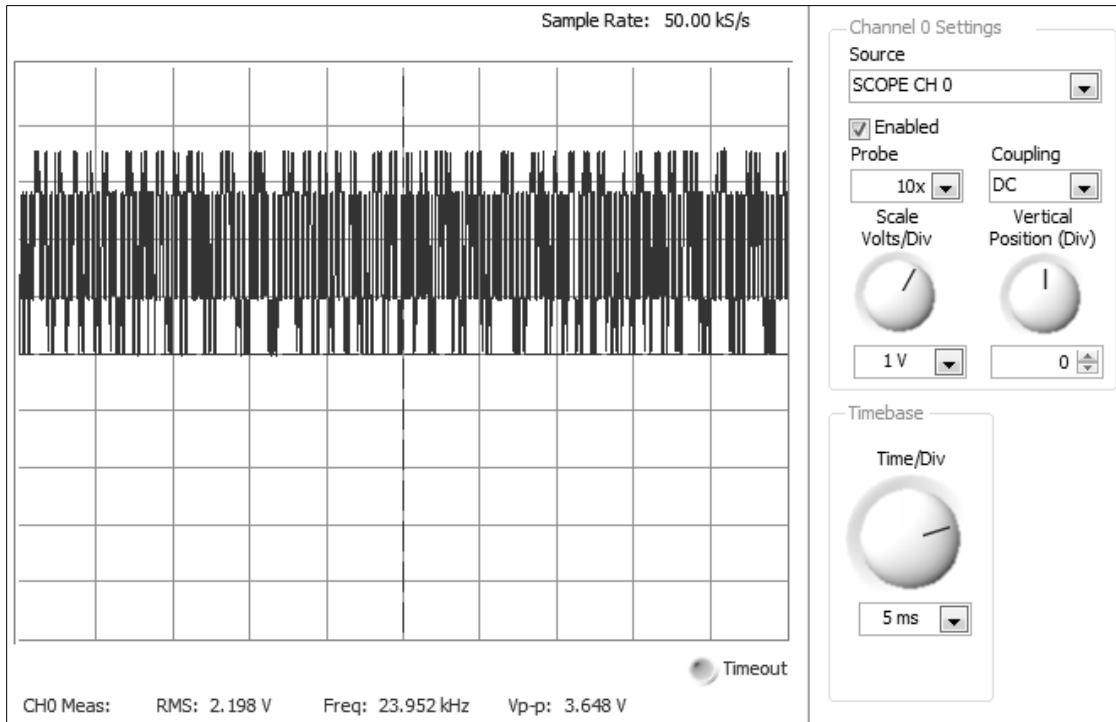 Sample Rate: 50.00 kS/s
Channel 0 Settings
Source
SCOPE CH 0
Enabled
Probe
Coupling
10x
DC
Scale
Volts/Div
Vertical
Position (Div)
1 V
0
Timebase
Time/Div
5 ms
Timeout
CH0 Meas: RMS: 2.198 V Freq: 23.952 kHz Vp-p: 3.648 V